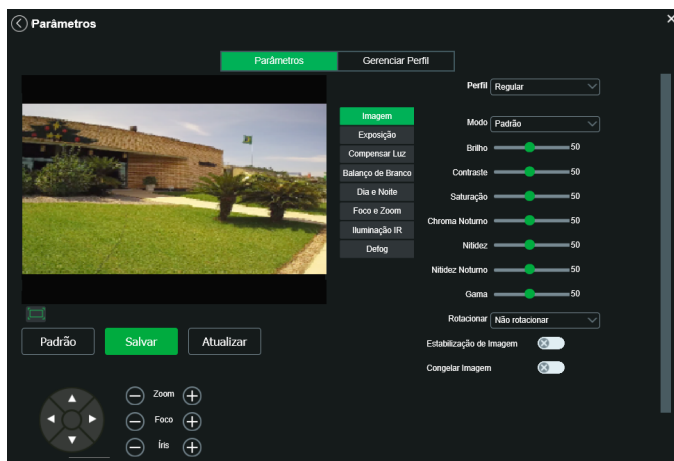 Parâmetros
Parâmetros Gerenciar Perfil
Perfil Regular
Imagem
Exposição
Compensar Luz
Balanço de Branco
Dia e Noite
Foco e Zoom
Iluminação IR
Defog
Modo Padrão
Brilho 50
Contraste 50
Saturação 50
Chroma Noturno 50
Nitidez 50
Nitidez Noturno 50
Gama 50
Rotacionar Não rotacionar
Estabilização de Imagem
Congelar Imagem
Padrão Salvar Atualizar
Zoom
Foco
Íris